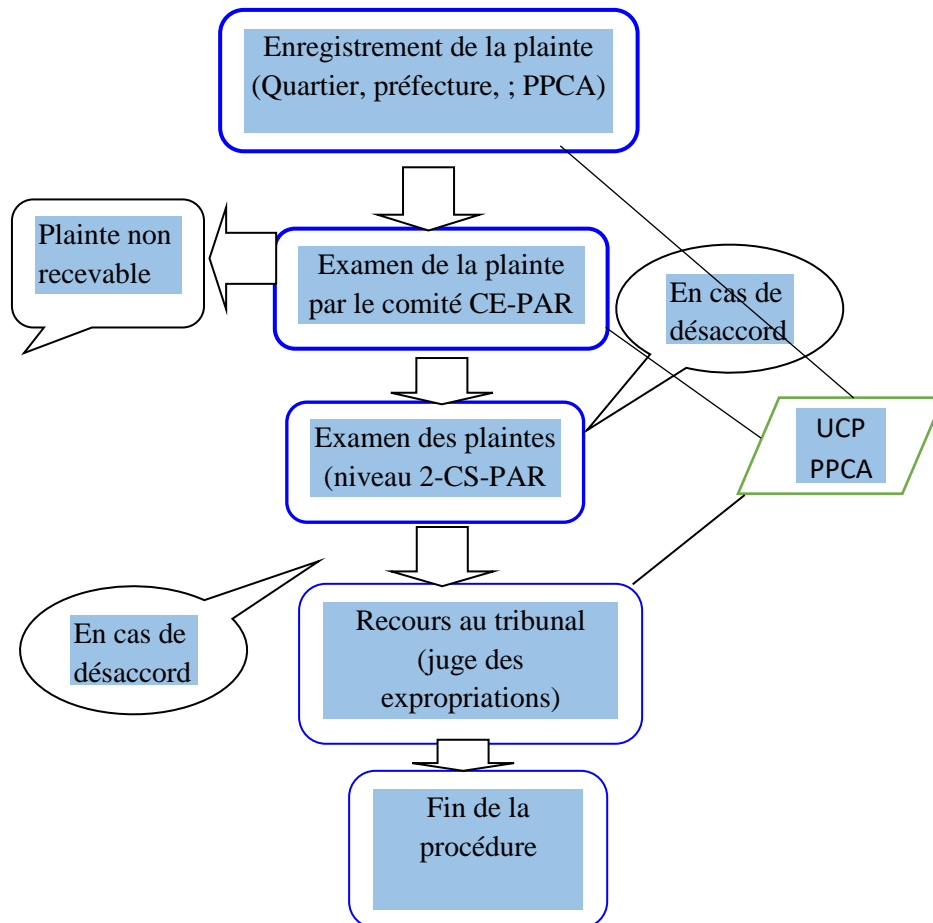 Enregistrement de la plainte
(Quartier, préfecture, ; PPCA)
Plainte non
recevable
Examen de la plainte
par le comité CE-PAR
En cas de
désaccord
Examen des plaintes
(niveau 2-CS-PAR
UCP
PPCA
En cas de
désaccord
Recours au tribunal
(juge des
expropriations)
Fin de la
procédure